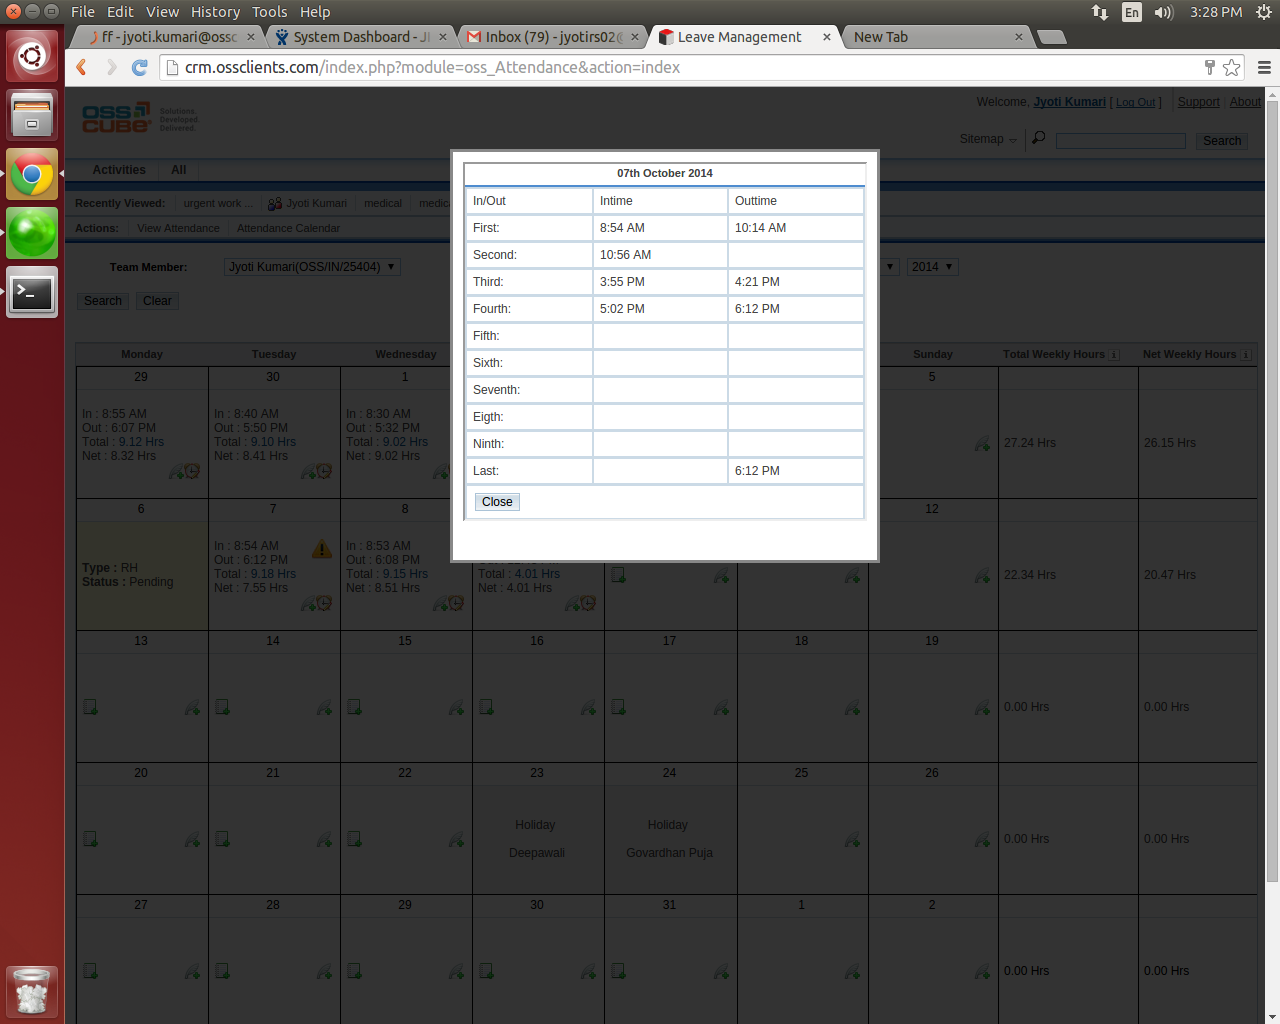 File Edit View History Tools Help En 3:28 PM
ff - jyoti.kumari@ossc × System Dashboard - JI × Inbox (79) - jyotirs02@ × Leave Management × New Tab ×
crm.ossclients.com/index.php?module=oss_Attendance&action=index
OSS CUBE Solutions. Developed. Delivered.
Welcome, Jyoti Kumari [ Log Out ] Support About
Sitemap Search
Activities All
Recently Viewed: urgent work ... Jyoti Kumari medical
Actions: View Attendance Attendance Calendar
Team Member: Jyoti Kumari(OSS/IN/25404) 2014
Search Clear
07th October 2014
In/Out Intime Outtime
First: 8:54 AM 10:14 AM
Second: 10:56 AM
Third: 3:55 PM 4:21 PM
Fourth: 5:02 PM 6:12 PM
Fifth:
Sixth:
Seventh:
Eigth:
Ninth:
Last: 6:12 PM
Close
Monday Tuesday Wednesday Sunday Total Weekly Hours Net Weekly Hours
29 30 1 5
In : 8:55 AM In : 8:40 AM In : 8:30 AM
Out : 6:07 PM Out : 5:50 PM Out : 5:32 PM
Total : 9.12 Hrs Total : 9.10 Hrs Total : 9.02 Hrs 27.24 Hrs 26.15 Hrs
Net : 8.32 Hrs Net : 8.41 Hrs Net : 9.02 Hrs
6 7 8 12
In : 8:54 AM In : 8:53 AM
Out : 6:12 PM Out : 6:08 PM
Type : RH Total : 9.18 Hrs Total : 9.15 Hrs Total : 4.01 Hrs 22.34 Hrs 20.47 Hrs
Status : Pending Net : 7.55 Hrs Net : 8.51 Hrs Net : 4.01 Hrs
13 14 15 16 17 18 19
0.00 Hrs 0.00 Hrs
20 21 22 23 24 25 26
Holiday Holiday
0.00 Hrs 0.00 Hrs
Deepawali Govardhan Puja
27 28 29 30 31 1 2
0.00 Hrs 0.00 Hrs